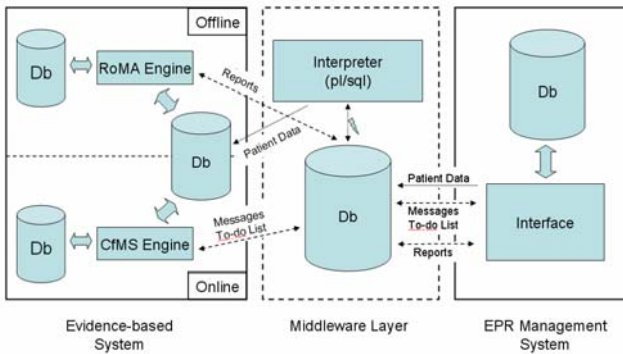 Offline
Db
RoMA Engine
Db
CfMS Engine
Db
Online
Reports
Patient Data
Messages
To-do List
Interpreter
(pl/sql)
Db
Patient Data
Messages
To-do List
Reports
Db
Interface
Evidence-based
System
Middleware Layer
EPR Management
System